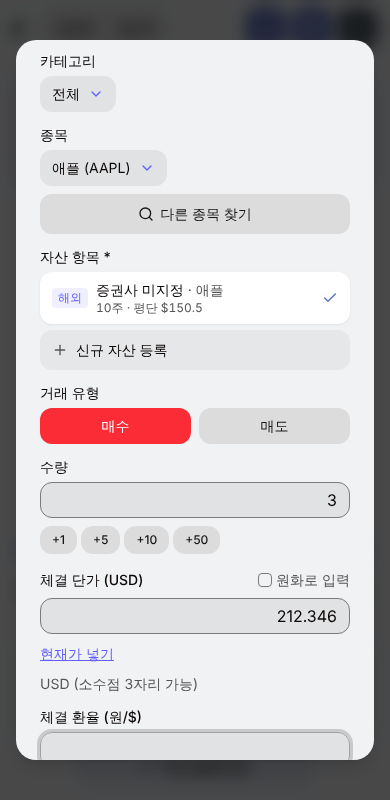 카테고리
전체
종목
애플 (AAPL)
다른 종목 찾기
자산 항목 *
해외
증권사 미지정 · 애플
10주 · 평단 $150.5
신규 자산 등록
거래 유형
매수
매도
수량
3
+1
+5
+10
+50
체결 단가 (USD)
원화로 입력
212.346
현재가 넣기
USD (소수점 3자리 가능)
체결 환율 (원/$)